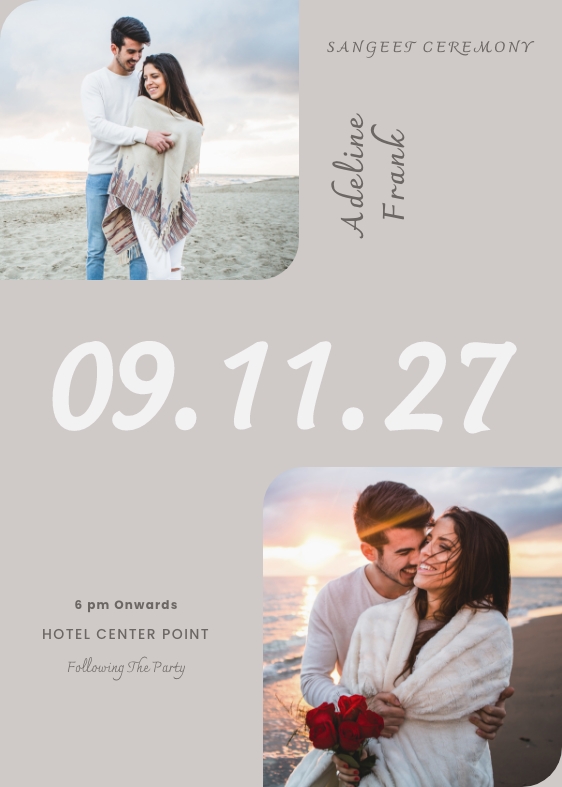 SANGEET CEREMONY
Adeline
Frank
09.11.27
6 pm Onwards
HOTEL CENTER POINT
Following The Party